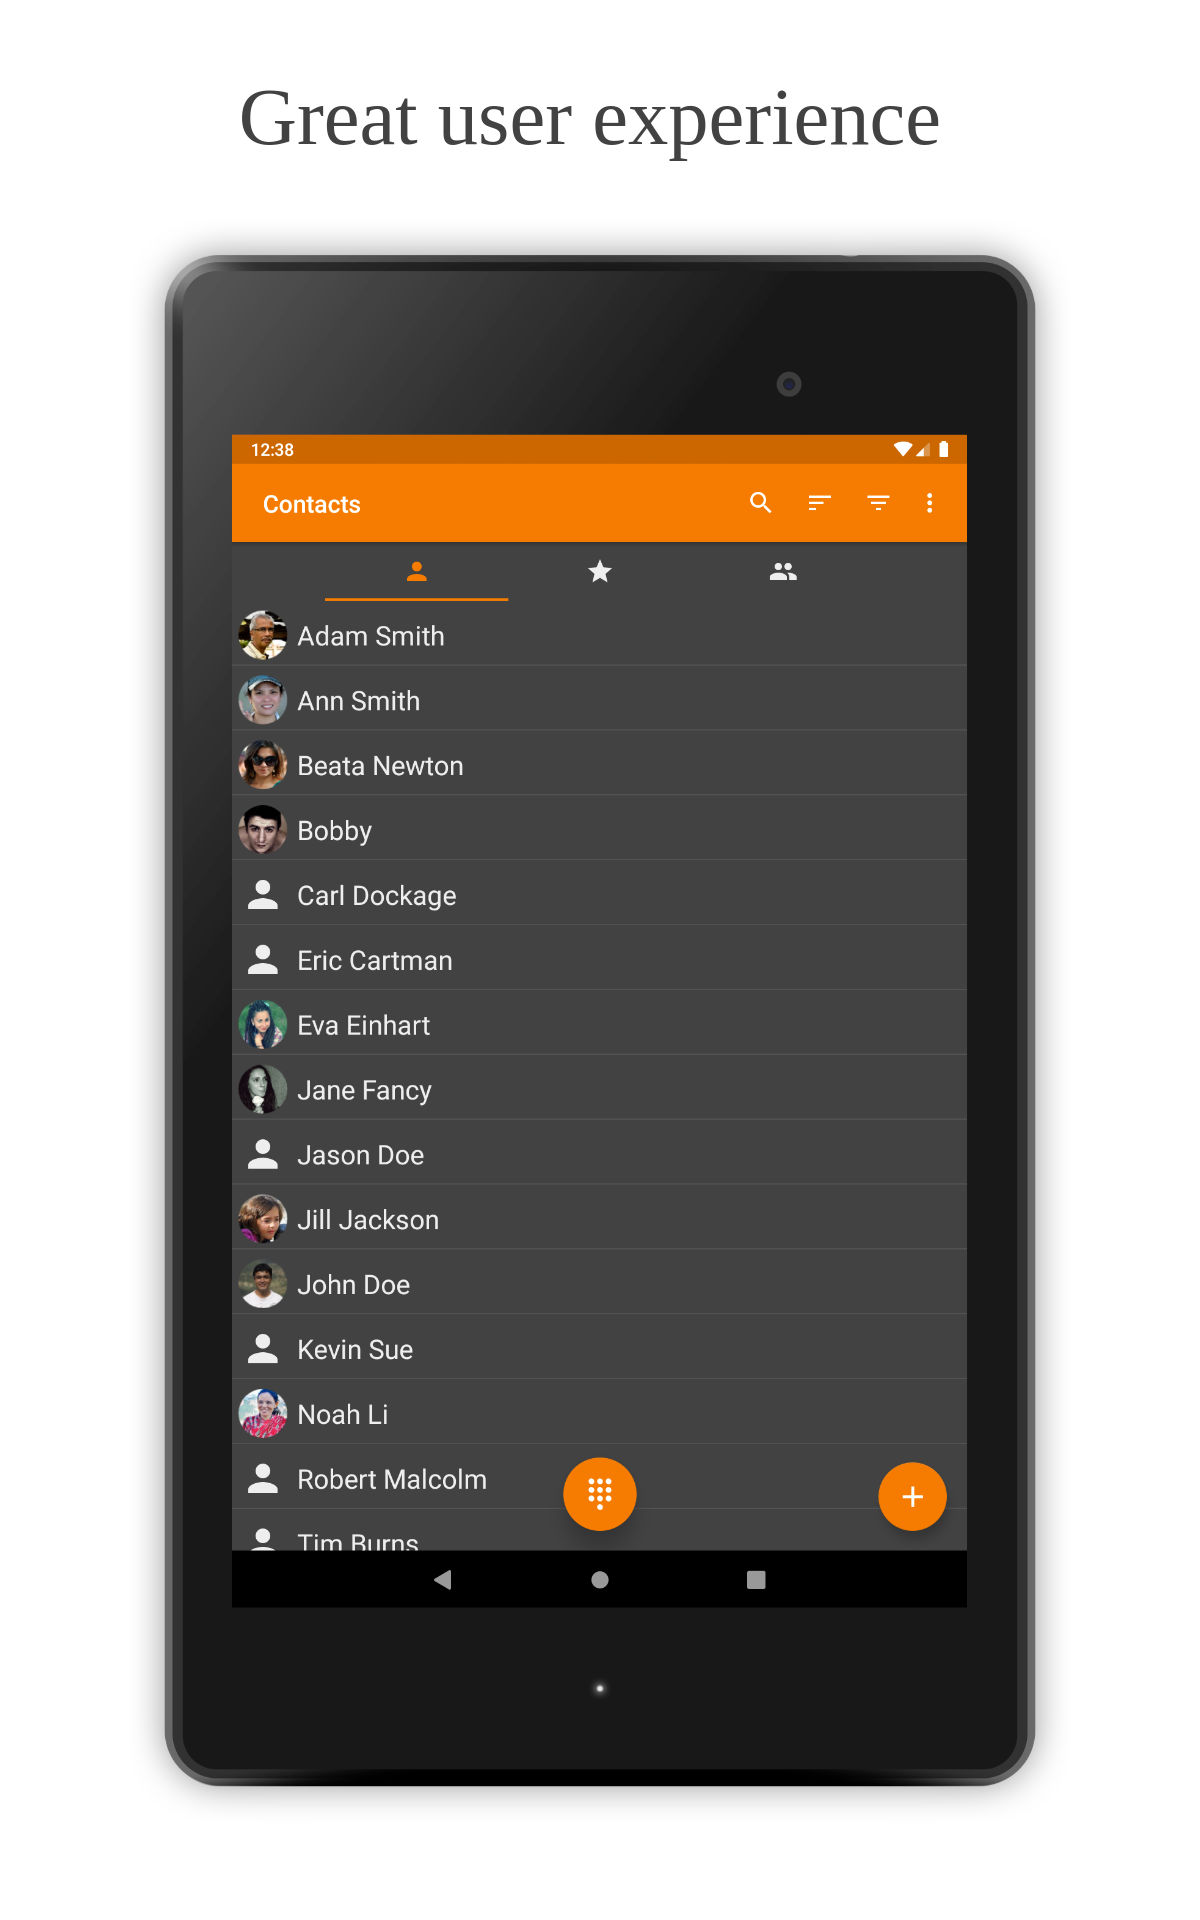 Great user experience
12:38
Contacts
Adam Smith
Ann Smith
Beata Newton
Bobby
Carl Dockage
Eric Cartman
Eva Einhart
Jane Fancy
Jason Doe
Jill Jackson
John Doe
Kevin Sue
Noah Li
Robert Malcolm
Tim Burns